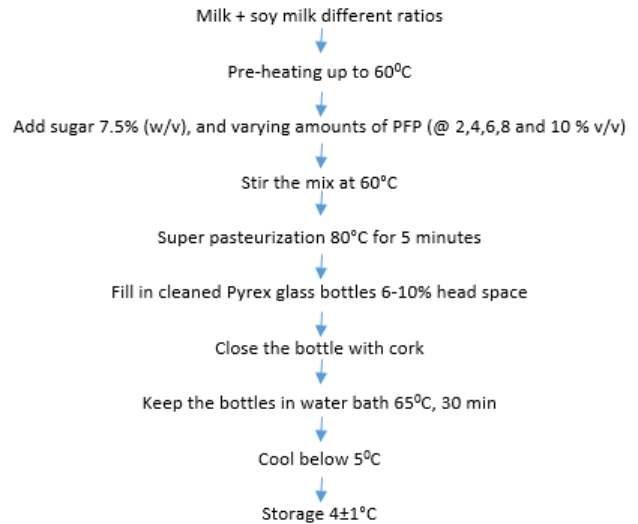 Milk + soy milk different ratios
Pre-heating up to 60⁰C
Add sugar 7.5% (w/v), and varying amounts of PFP (@ 2,4,6,8 and 10 % v/v)
Stir the mix at 60°C
Super pasteurization 80°C for 5 minutes
Fill in cleaned Pyrex glass bottles 6-10% head space
Close the bottle with cork
Keep the bottles in water bath 65⁰C, 30 min
Cool below 5⁰C
Storage 4±1°C